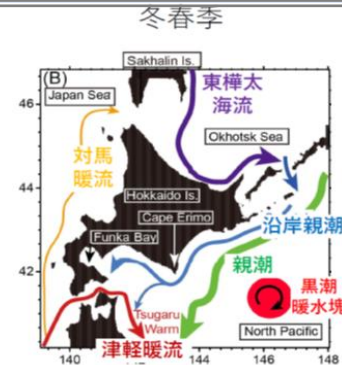 冬春季
(B)
Sakhalin Is.
Japan Sea
東樺太
海流
46
Okhotsk Sea
対馬
暖流
44
Hokkaido Is.
Cape Erimo
Funka Bay
沿岸親潮
親潮
42
黒潮
暖水塊
Tsugaru
Warm
North Pacific
津軽暖流
140
144
146
148